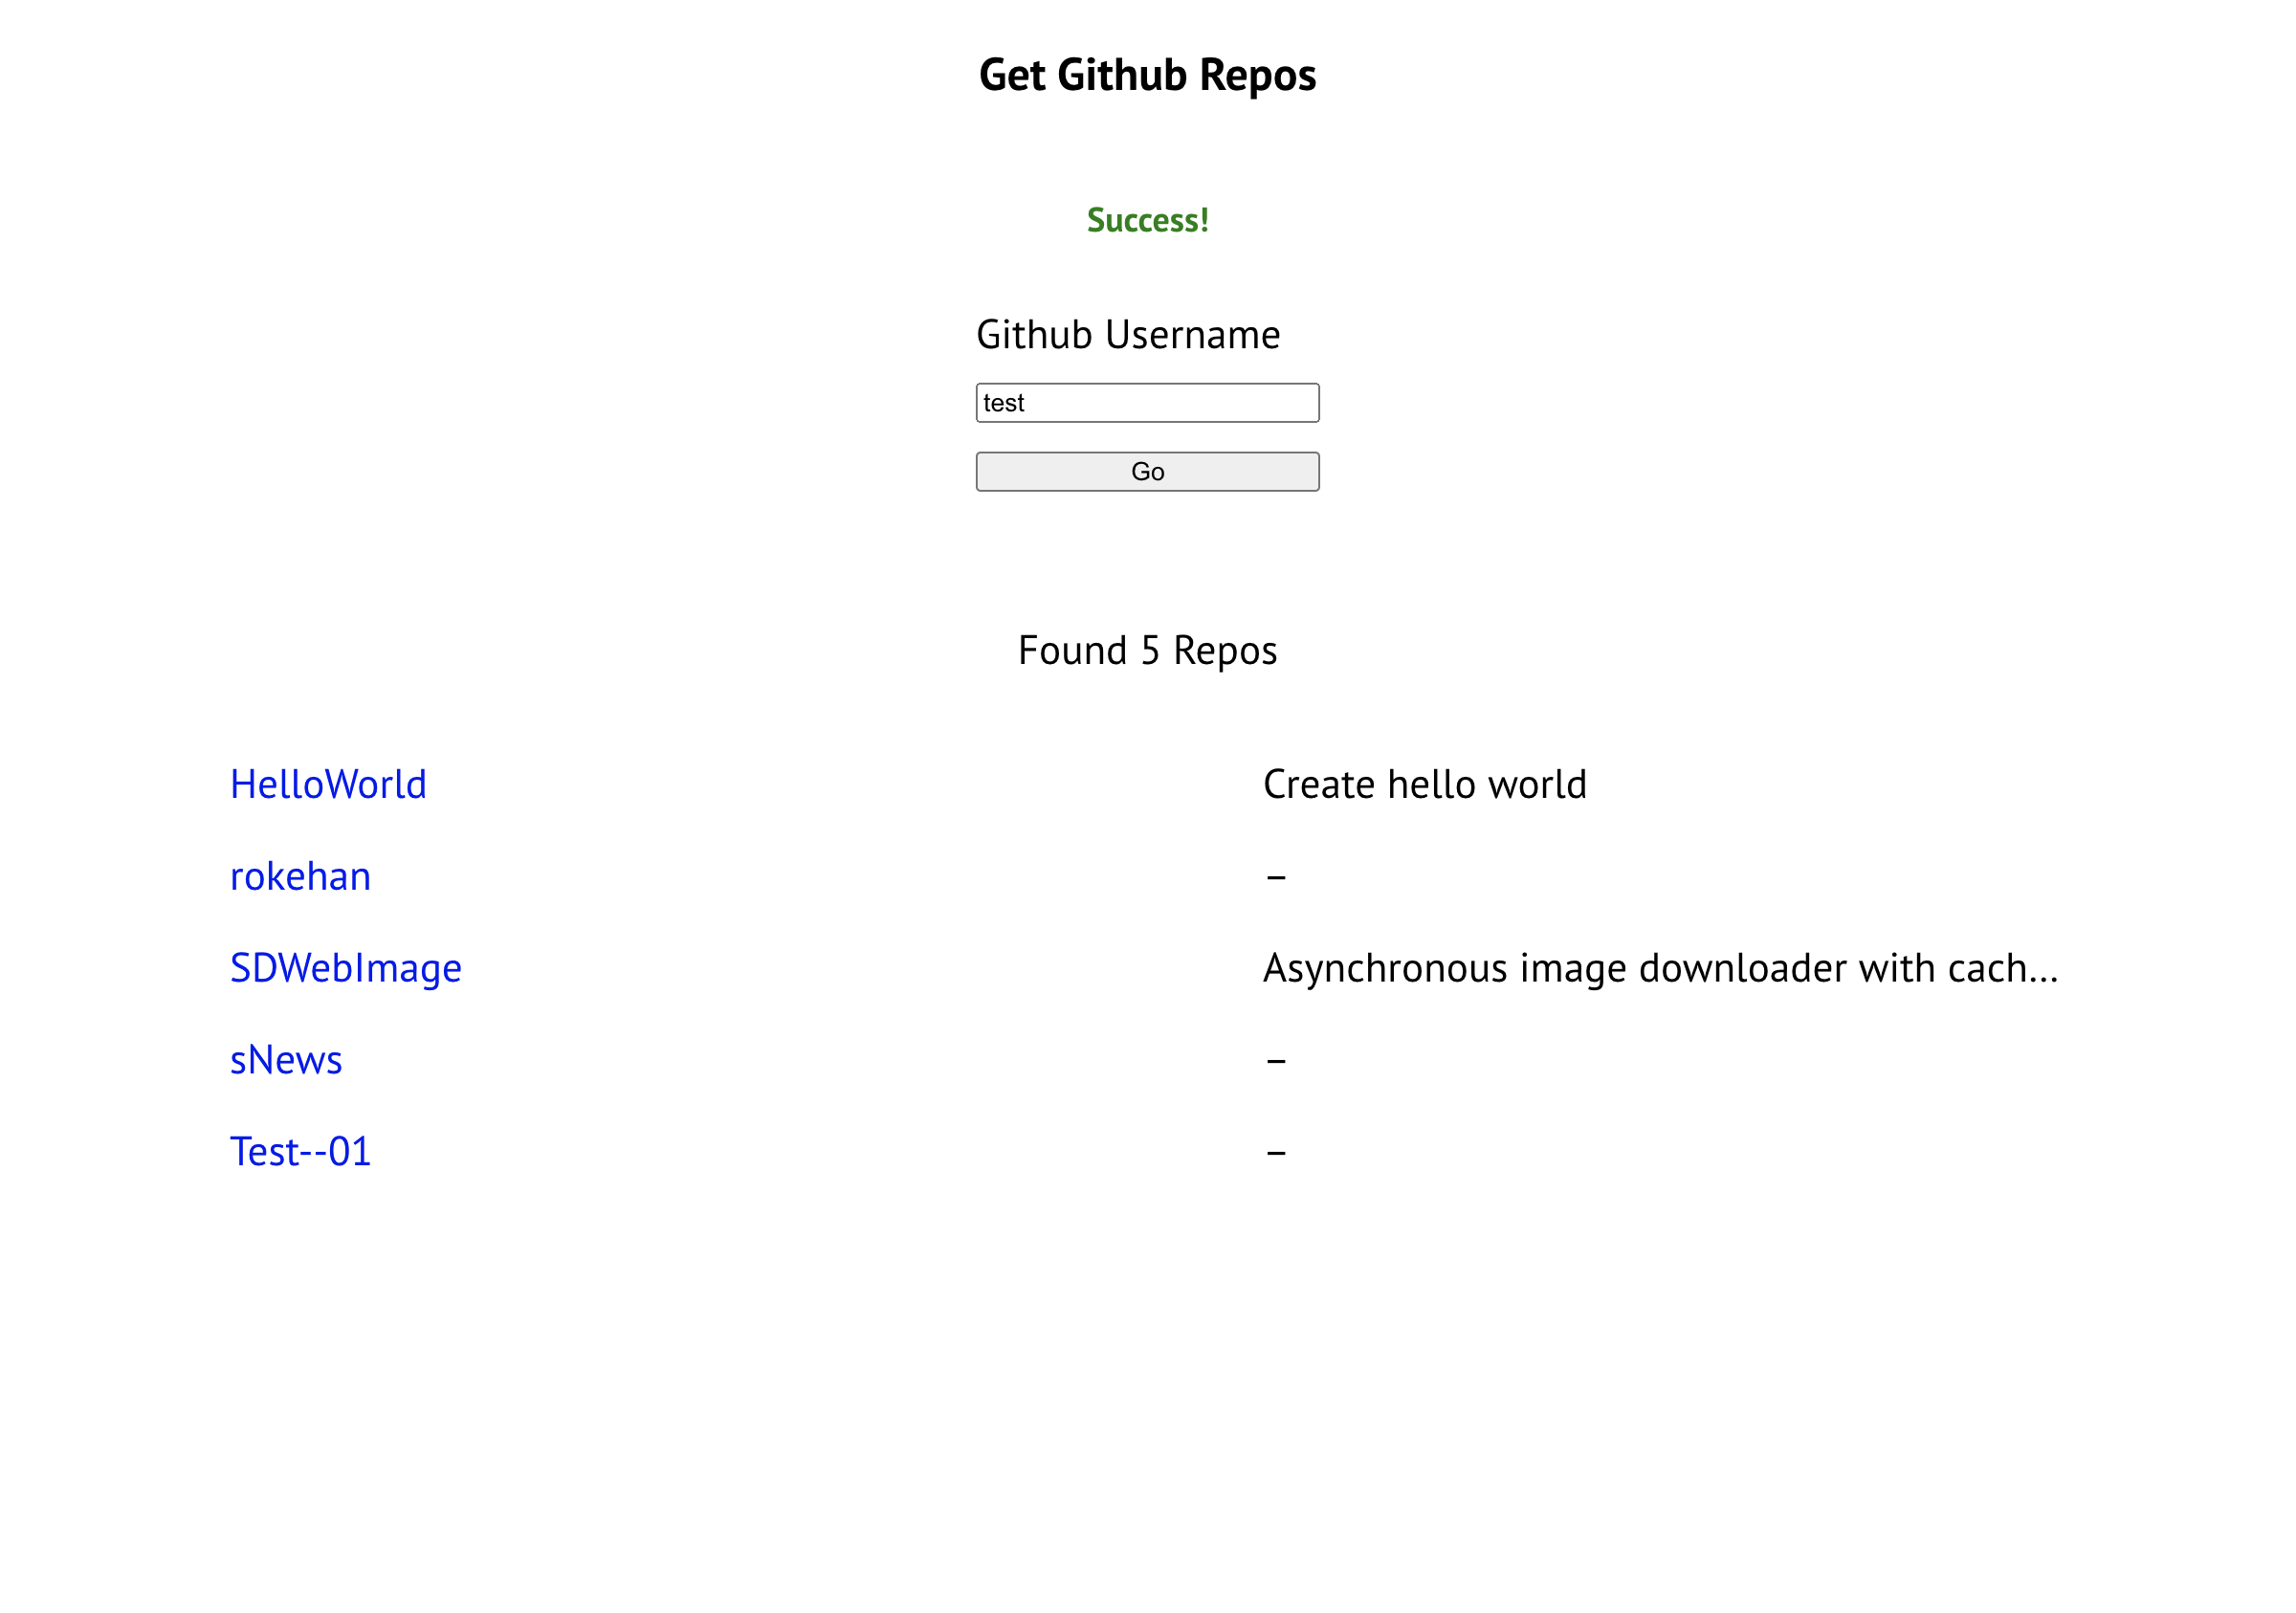 Get Github Repos
Success!
Github Username
test
Go
Found 5 Repos
HelloWorld Create hello world
rokehan –
SDWebImage Asynchronous image downloader with cach...
sNews –
Test--01 –